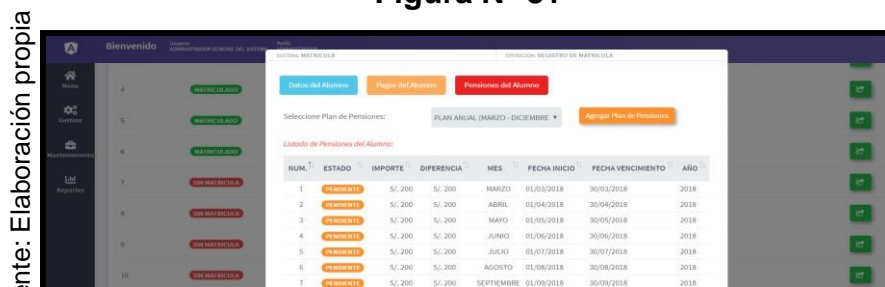 Bienvenido
Usuario
ADMINISTRADOR GENERAL DEL SISTEMA
Perfil
SISTEMA: MATRICULA
OPERACION: REGISTRO DE MATRICULA
Datos del Alumno
Pagos del Alumno
Pensiones del Alumno
Seleccione Plan de Pensiones:
PLAN ANUAL (MARZO - DICIEMBRE
Agregar Plan de Pensiones
Listado de Pensiones del Alumno:
NUM. ESTADO IMPORTE DIFERENCIA MES FECHA INICIO FECHA VENCIMIENTO AÑO
1 PENDIENTE S/. 200 S/. 200 MARZO 01/03/2018 30/03/2018 2018
2 PENDIENTE S/. 200 S/. 200 ABRIL 01/04/2018 30/04/2018 2018
3 PENDIENTE S/. 200 S/. 200 MAYO 01/05/2018 30/05/2018 2018
4 PENDIENTE S/. 200 S/. 200 JUNIO 01/06/2018 30/06/2018 2018
5 PENDIENTE S/. 200 S/. 200 JULIO 01/07/2018 30/07/2018 2018
6 PENDIENTE S/. 200 S/. 200 AGOSTO 01/08/2018 30/08/2018 2018
7 PENDIENTE S/. 200 S/. 200 SEPTIEMBRE 01/09/2018 30/09/2018 2018
Menu
Gestion
Mantenimiento
Reportes
4 MATRICULADO
5 MATRICULADO
6 MATRICULADO
7 SIN MATRICULA
8 SIN MATRICULA
9 SIN MATRICULA
10 SIN MATRICULA
ente: Elaboración propia